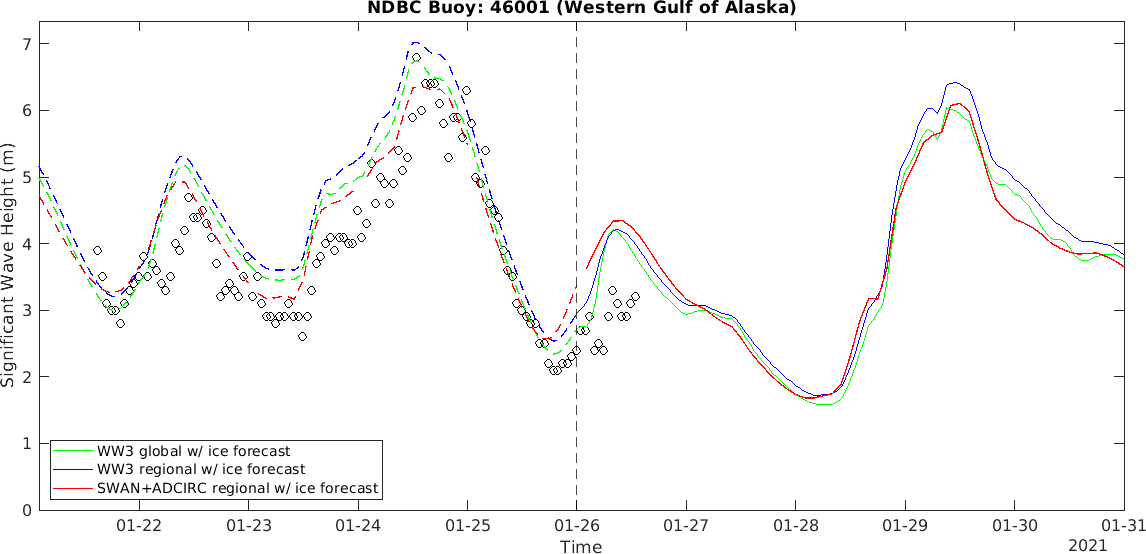 NDBC Buoy: 46001 (Western Gulf of Alaska)
7
6
5
4
3
2
1
0
Significant Wave Height (m)
WW3 global w/ ice forecast
WW3 regional w/ ice forecast
SWAN+ADCIRC regional w/ ice forecast
01-22 01-23 01-24 01-25 01-26 01-27 01-28 01-29 01-30 01-31
Time
2021